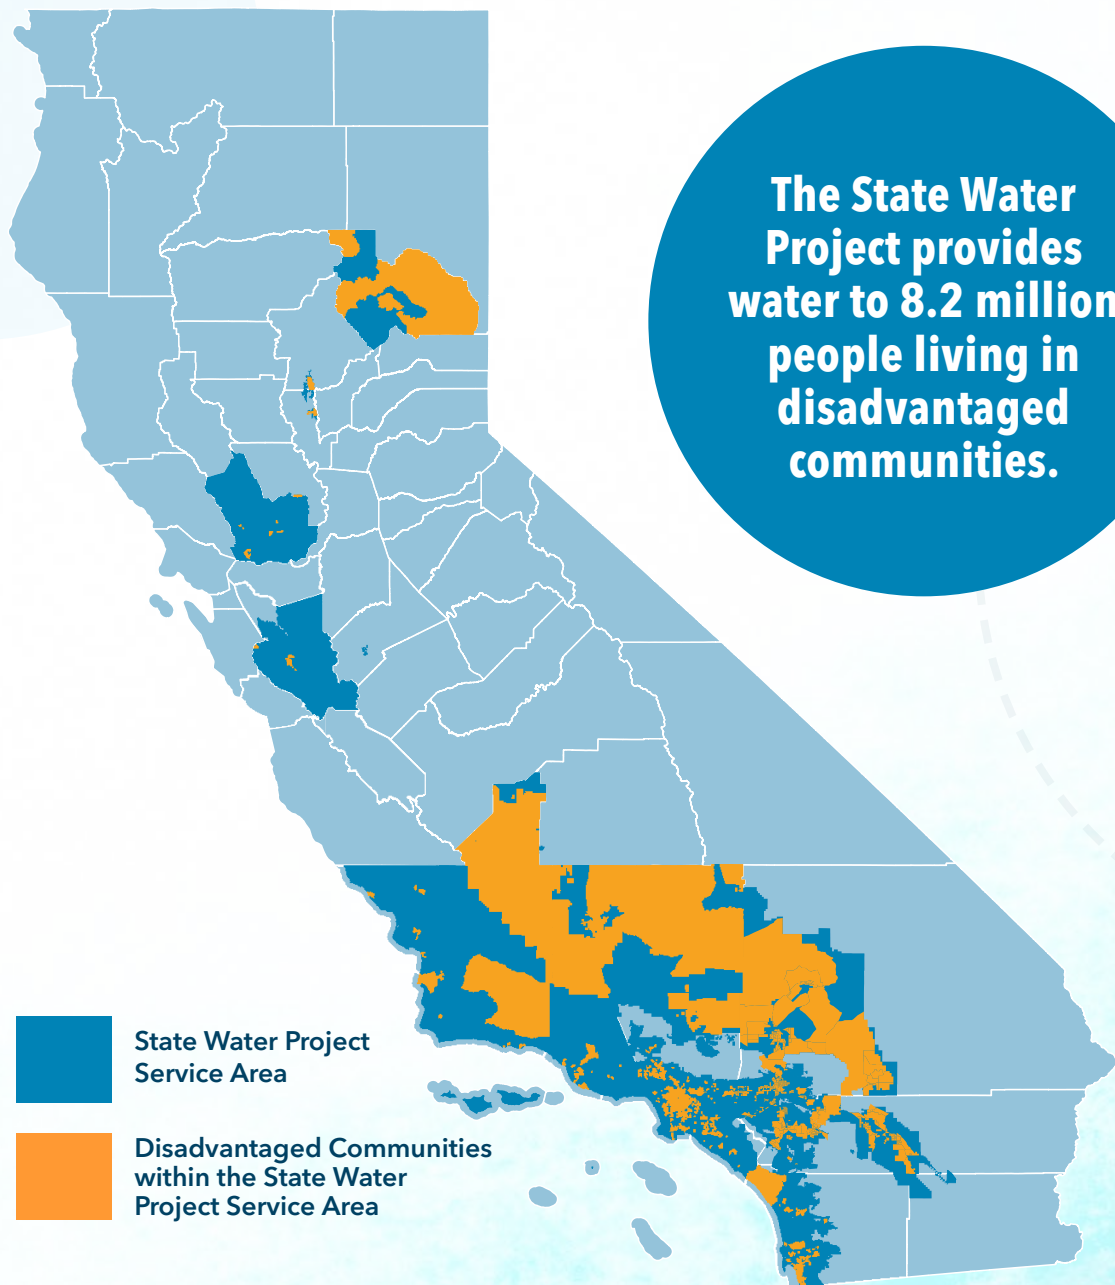 The State Water
Project provides
water to 8.2 million
people living in
disadvantaged
communities.
State Water Project
Service Area
Disadvantaged Communities
within the State Water
Project Service Area